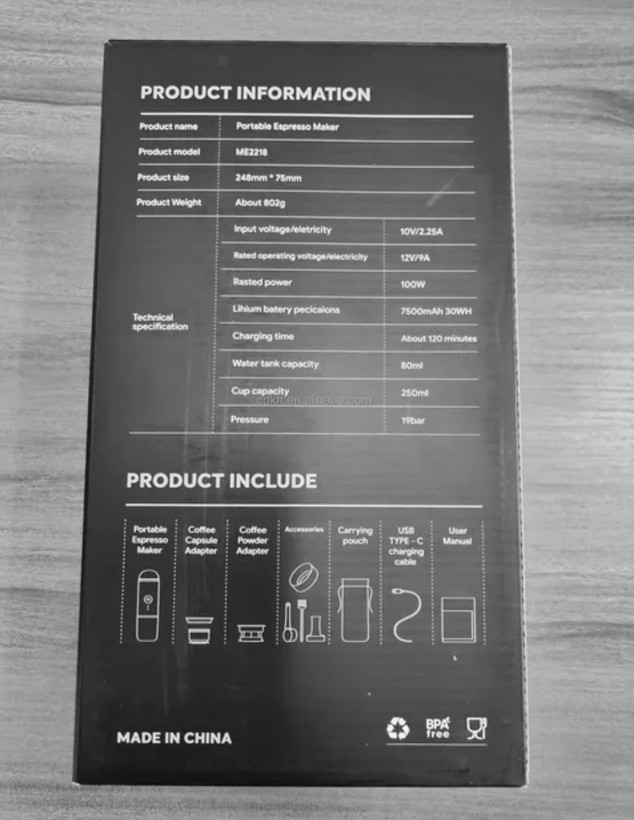 PRODUCT INFORMATION
Product name Portable Espresso Maker
Product model ME2218
Product size 248mm * 75mm
Product Weight About 802g
Technical specification
Input voltage/eletricity 10V/2.25A
Rated operating voltage/electricity 12V/9A
Rasted power 100W
Lihium batery pecicaions 7500mAh 30WH
Charging time About 120 minutes
Water tank capacity 80ml
Cup capacity 250ml
Pressure 19bar
PRODUCT INCLUDE
Portable Espresso Maker
Coffee Capsule Adapter
Coffee Powder Adapter
Accessories
Carrying pouch
USB TYPE-C charging cable
User Manual
MADE IN CHINA
BPA free